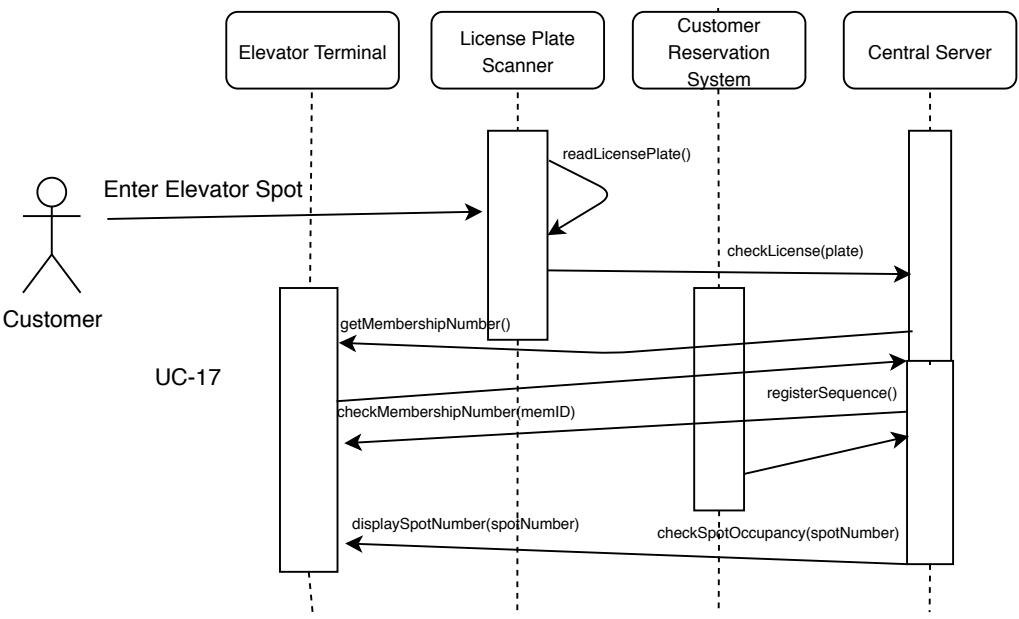 Elevator Terminal
License Plate
Scanner
Customer
Reservation
System
Central Server
readLicensePlate()
Enter Elevator Spot
checkLicense(plate)
Customer
getMembershipNumber()
UC-17
registerSequence()
checkMembershipNumber(memID)
displaySpotNumber(spotNumber)
checkSpotOccupancy(spotNumber)